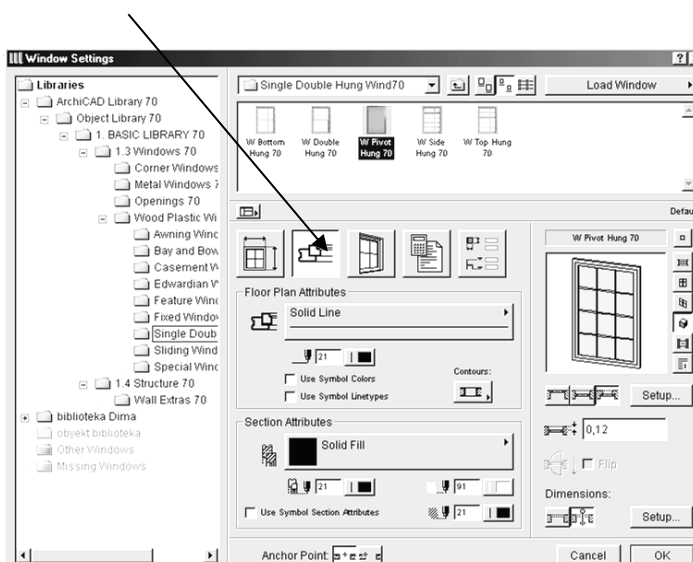 Window Settings
Libraries
ArchiCAD Library 70
Object Library 70
1. BASIC LIBRARY 70
1.3 Windows 70
Corner Windows
Metal Windows 7
Openings 70
Wood Plastic Wi
Awning Wind
Bay and Bow
Casement W
Edwardian W
Feature Wind
Fixed Window
Single Doub
Sliding Wind
Special Wind
1.4 Structure 70
Wall Extras 70
biblioteka Dima
obyekt biblioteka
Other Windows
Missing Windows
Single Double Hung Wind70
Load Window
W Bottom Hung 70
W Double Hung 70
W Pivot Hung 70
W Side Hung 70
W Top Hung 70
Defau
W Pivot Hung 70
Floor Plan Attributes
Solid Line
21
Use Symbol Colors
Use Symbol Linetypes
Contours:
Section Attributes
Solid Fill
21
91
Use Symbol Section Attributes
21
Setup...
0,12
Flip
Dimensions:
Setup...
Anchor Point:
Cancel
OK